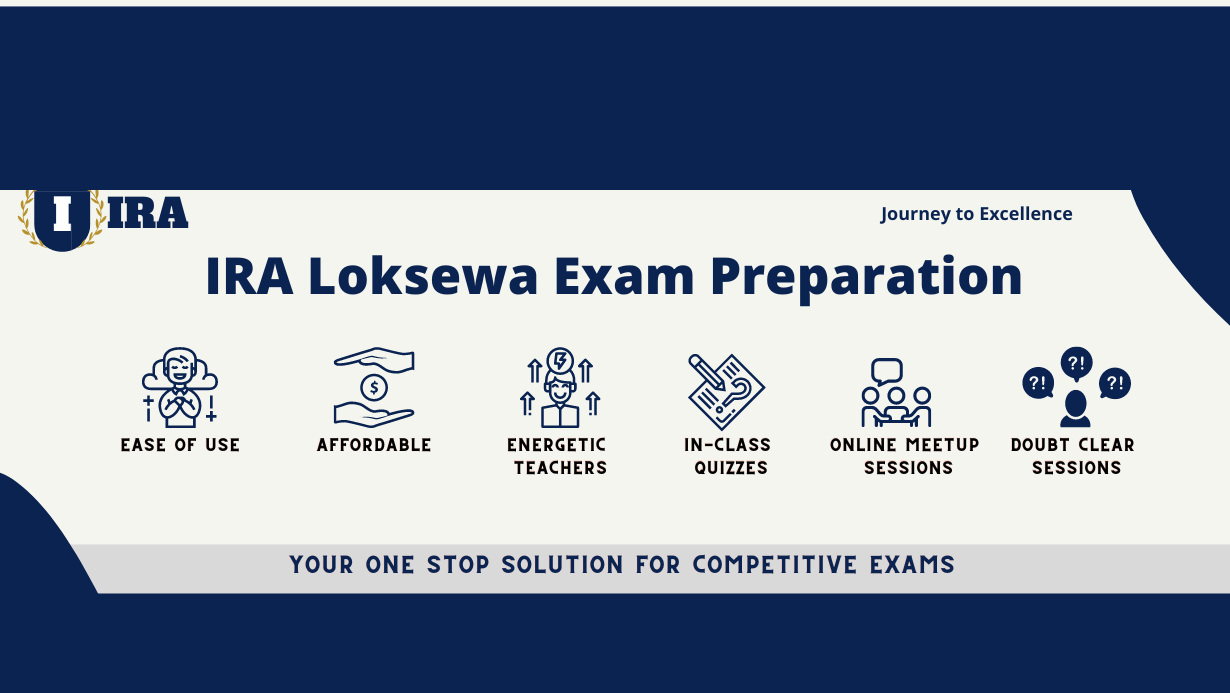 I IRA
Journey to Excellence
IRA Loksewa Exam Preparation
$
?! ?! ?!
EASE OF USE
AFFORDABLE
ENERGETIC
TEACHERS
IN-CLASS
QUIZZES
ONLINE MEETUP
SESSIONS
DOUBT CLEAR
SESSIONS
YOUR ONE STOP SOLUTION FOR COMPETITIVE EXAMS